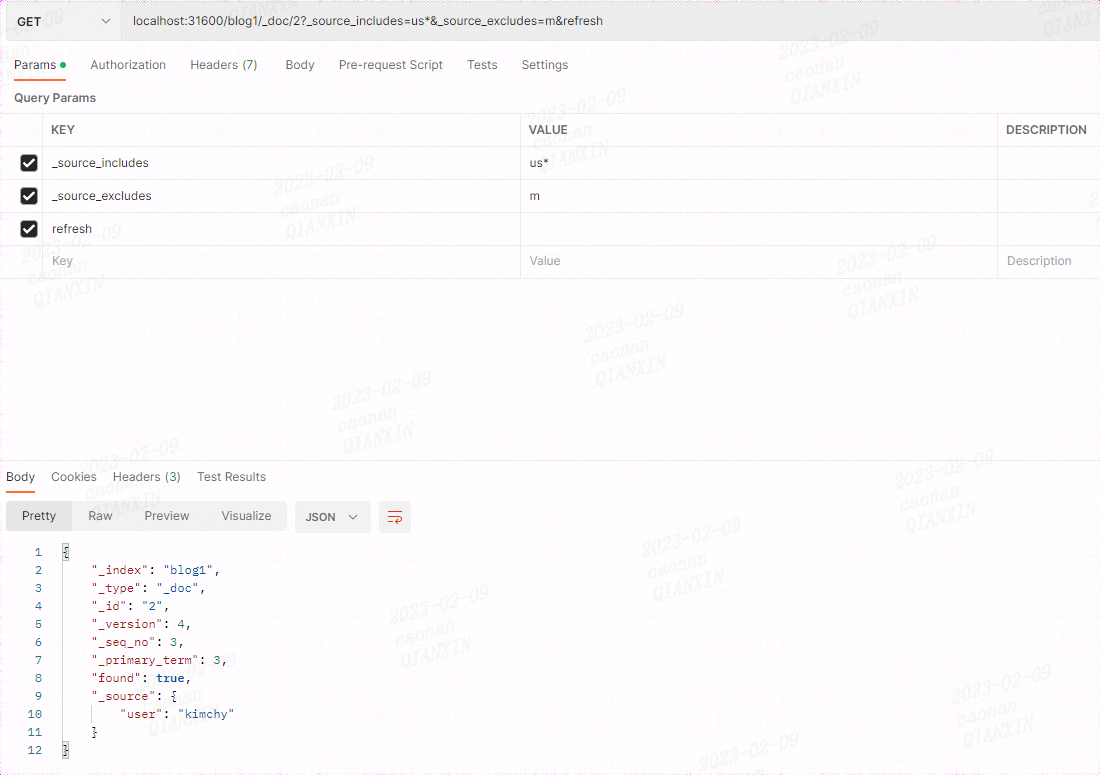 GET localhost:31600/blog1/_doc/2?_source_includes=us*&_source_excludes=m&refresh
Params Authorization Headers (7) Body Pre-request Script Tests Settings
Query Params
KEY VALUE DESCRIPTION
_source_includes us*
_source_excludes m
refresh
Key Value Description
Body Cookies Headers (3) Test Results
Pretty Raw Preview Visualize JSON
1 {
2 "_index": "blog1",
3 "_type": "_doc",
4 "_id": "2",
5 "_version": 4,
6 "_seq_no": 3,
7 "_primary_term": 3,
8 "found": true,
9 "_source": {
10 "user": "kimchy"
11 }
12 }
2023-02-09
caonan
QIANXIN